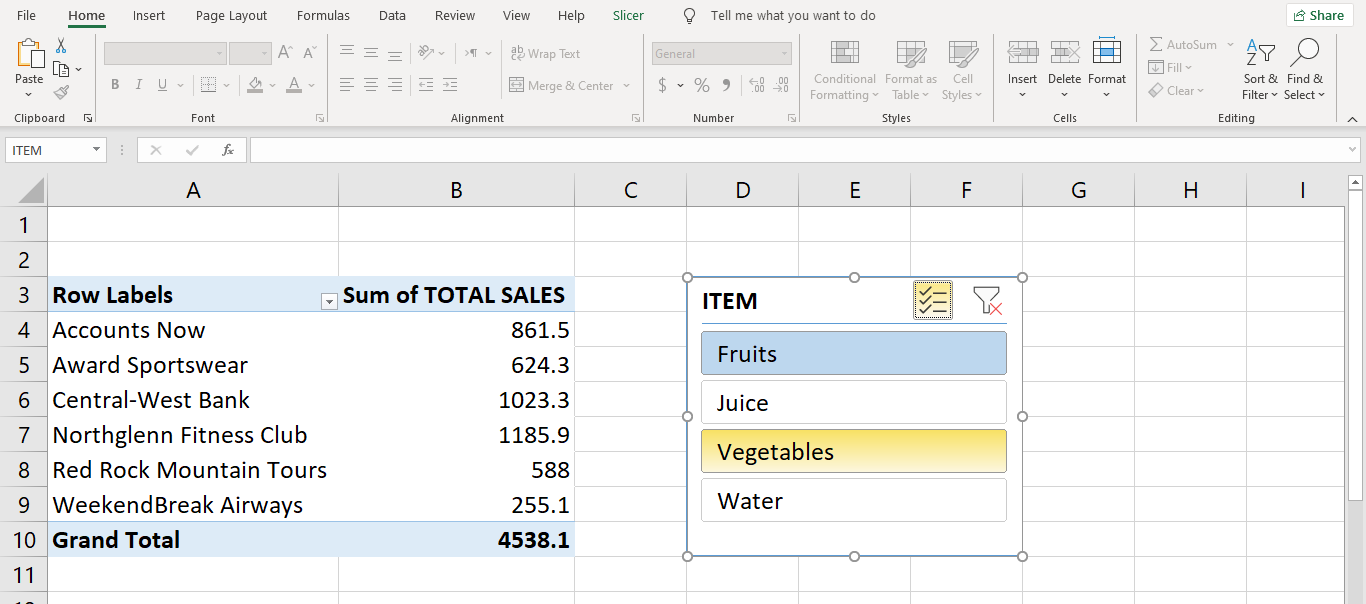 File Home Insert Page Layout Formulas Data Review View Help Slicer Tell me what you want to do Share
Paste
B I U A
Clipboard Font
ab Wrap Text
Merge & Center
Alignment
General
$ % 9 .00 .00
Number
Conditional Formatting Format as Table Cell Styles
Styles
Insert Delete Format
Cells
AutoSum
Fill
Clear
Sort & Filter Find & Select
Editing
ITEM fx
A B C D E F G H I
1
2
3 Row Labels Sum of TOTAL SALES
4 Accounts Now 861.5
5 Award Sportswear 624.3
6 Central-West Bank 1023.3
7 Northglenn Fitness Club 1185.9
8 Red Rock Mountain Tours 588
9 WeekendBreak Airways 255.1
10 Grand Total 4538.1
11
ITEM
Fruits
Juice
Vegetables
Water